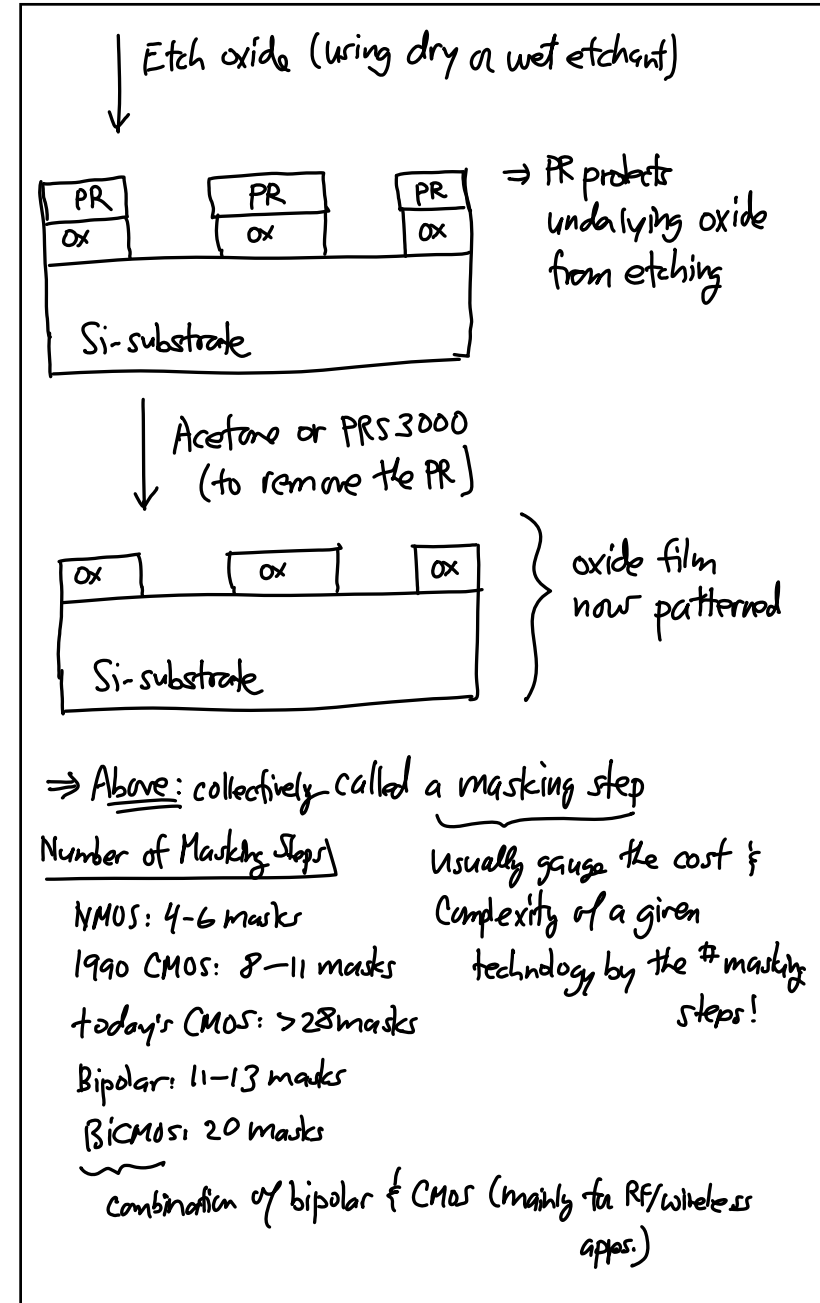 Etch oxide (using dry or wet etchant)
PR PR PR
ox ox ox
Si-substrate
⇒ PR protects
underlying oxide
from etching
Acetone or PRS3000
(to remove the PR)
ox ox ox
Si-substrate
oxide film
now patterned
⇒ Above: collectively called a masking step
Number of Masking Steps
NMOS: 4-6 masks
1990 CMOS: 8-11 masks
today's CMOS: >28 masks
Bipolar: 11-13 masks
BiCMOS: 20 masks
combination of bipolar & CMOS (mainly for RF/wireless
apps.)
Usually gauge the cost &
Complexity of a given
technology by the # masking
steps!